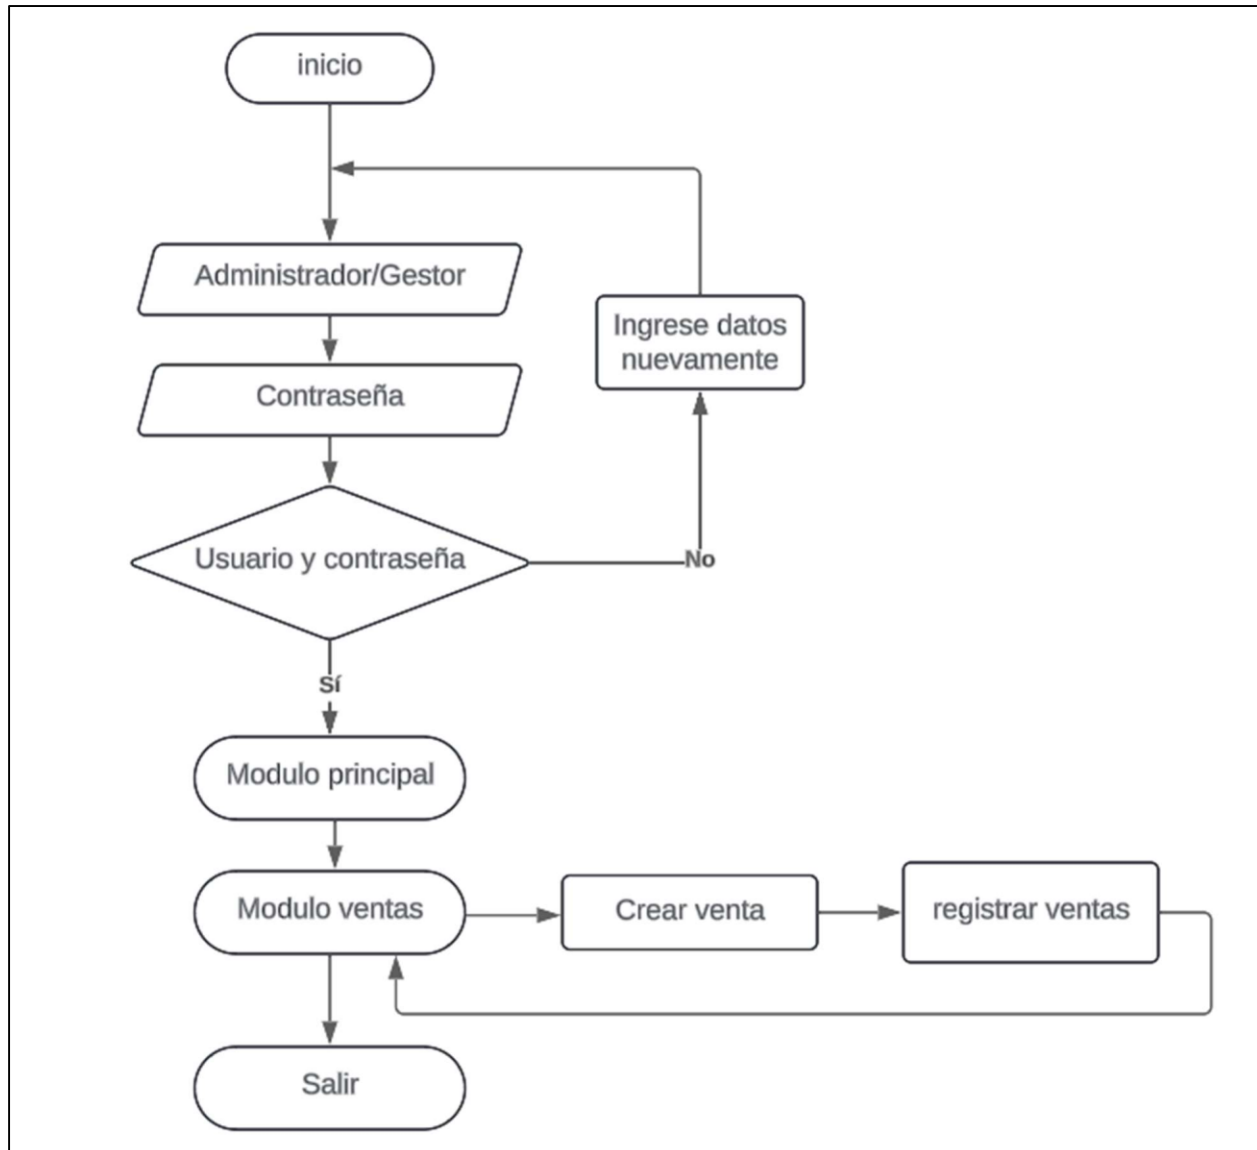 inicio
Administrador/Gestor
Ingrese datos
nuevamente
Contraseña
Usuario y contraseña
No
Sí
Modulo principal
Modulo ventas
Crear venta
registrar ventas
Salir